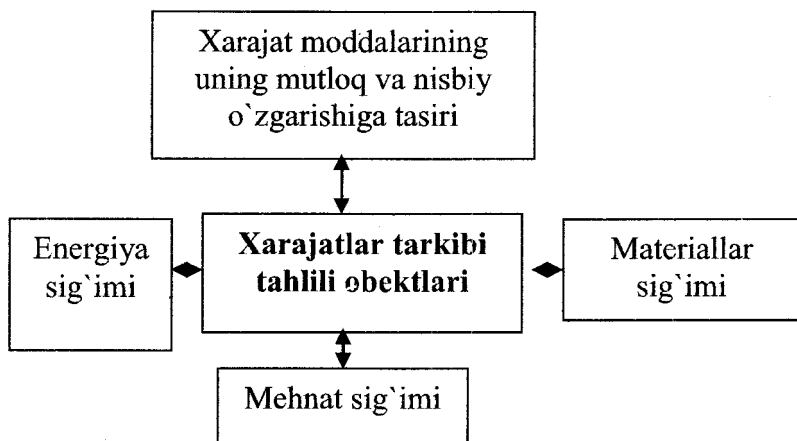 Xarajat moddalarining
uning mutloq va nisbiy
o`zgarishiga tasiri
Energiya
sig`imi
Xarajatlar tarkibi
tahlili obektlari
Materiallar
sig`imi
Mehnat sig`imi